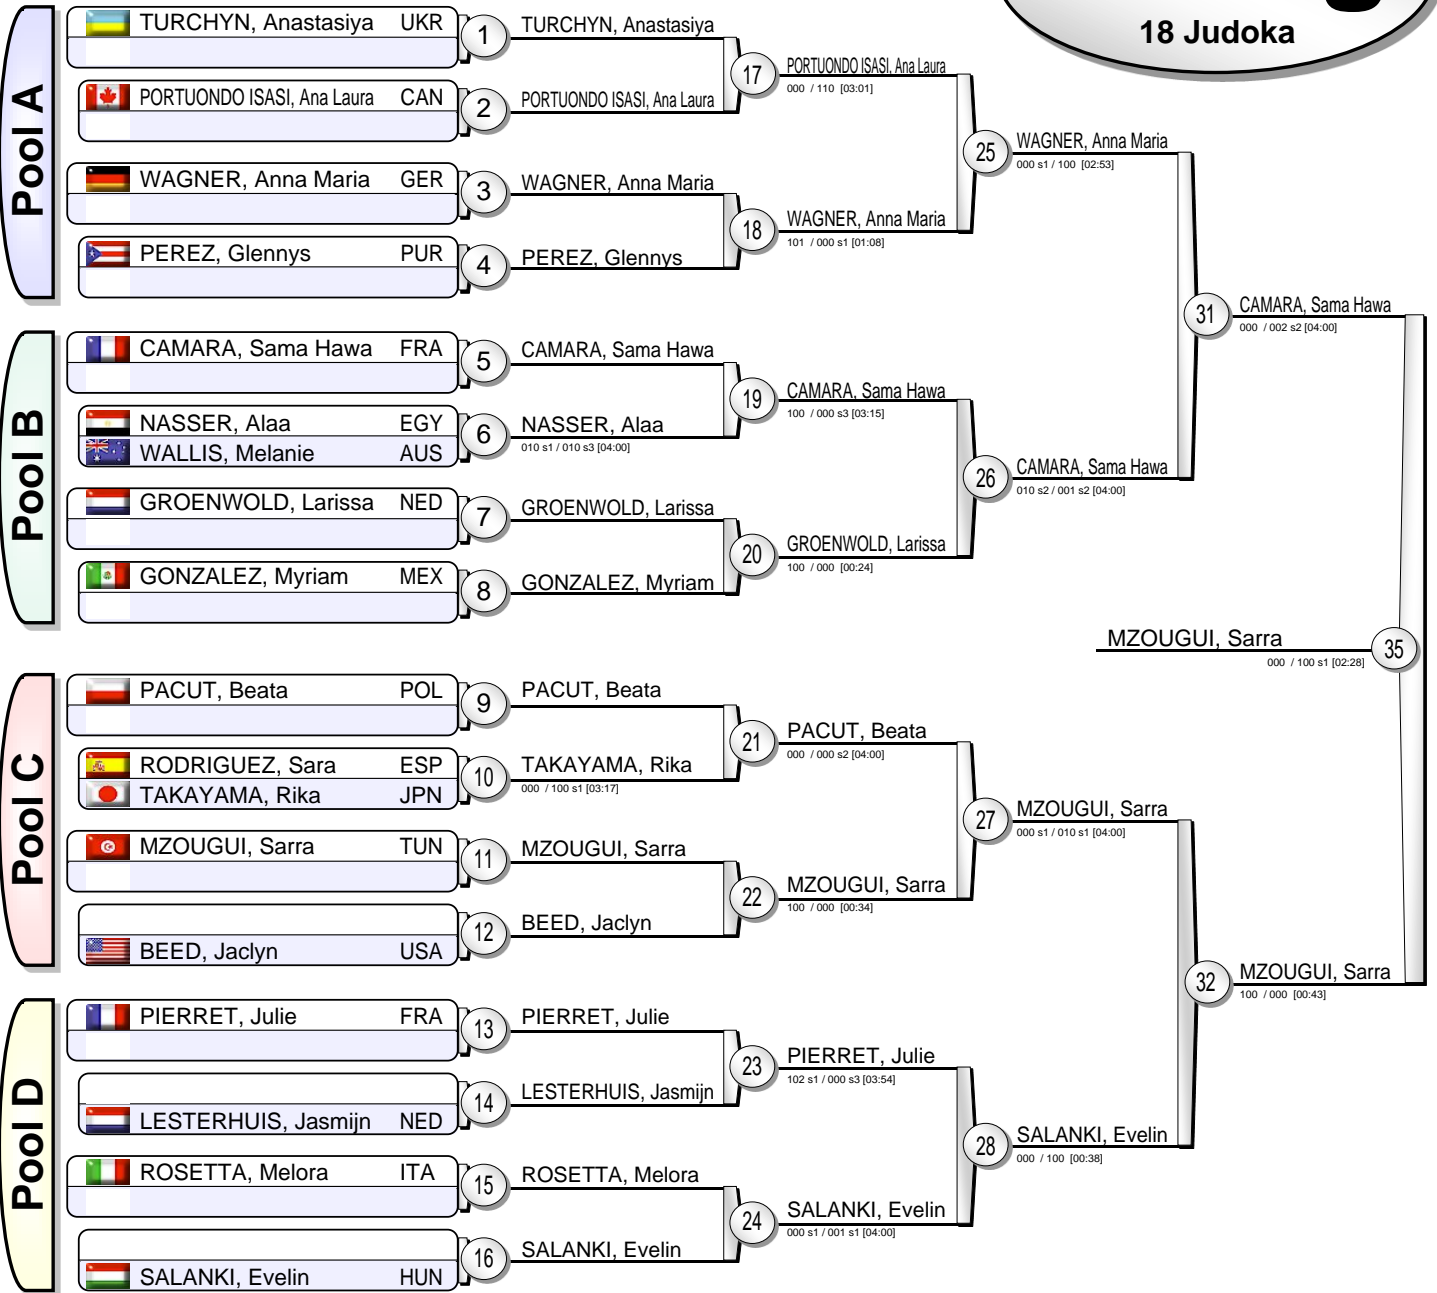 18 Judoka
Pool A
TURCHYN, Anastasiya UKR
1
TURCHYN, Anastasiya
PORTUONDO ISASI, Ana Laura CAN
2
PORTUONDO ISASI, Ana Laura
17
PORTUONDO ISASI, Ana Laura
000 / 110 [03:01]
WAGNER, Anna Maria GER
3
WAGNER, Anna Maria
PEREZ, Glennys PUR
4
PEREZ, Glennys
18
WAGNER, Anna Maria
101 / 000 s1 [01:08]
25
WAGNER, Anna Maria
000 s1 / 100 [02:53]
Pool B
CAMARA, Sama Hawa FRA
5
CAMARA, Sama Hawa
NASSER, Alaa EGY
WALLIS, Melanie AUS
6
NASSER, Alaa
010 s1 / 010 s3 [04:00]
19
CAMARA, Sama Hawa
100 / 000 s3 [03:15]
GROENWOLD, Larissa NED
7
GROENWOLD, Larissa
GONZALEZ, Myriam MEX
8
GONZALEZ, Myriam
20
GROENWOLD, Larissa
100 / 000 [00:24]
26
CAMARA, Sama Hawa
010 s2 / 001 s2 [04:00]
31
CAMARA, Sama Hawa
000 / 002 s2 [04:00]
MZOUGUI, Sarra
000 / 100 s1 [02:28]
35
Pool C
PACUT, Beata POL
9
PACUT, Beata
RODRIGUEZ, Sara ESP
TAKAYAMA, Rika JPN
10
TAKAYAMA, Rika
000 / 100 s1 [03:17]
21
PACUT, Beata
000 / 000 s2 [04:00]
MZOUGUI, Sarra TUN
11
MZOUGUI, Sarra
BEED, Jaclyn USA
12
BEED, Jaclyn
22
MZOUGUI, Sarra
100 / 000 [00:34]
27
MZOUGUI, Sarra
000 s1 / 010 s1 [04:00]
Pool D
PIERRET, Julie FRA
13
PIERRET, Julie
LESTERHUIS, Jasmijn NED
14
LESTERHUIS, Jasmijn
23
PIERRET, Julie
102 s1 / 000 s3 [03:54]
ROSETTA, Melora ITA
15
ROSETTA, Melora
SALANKI, Evelin HUN
16
SALANKI, Evelin
24
SALANKI, Evelin
000 s1 / 001 s1 [04:00]
28
SALANKI, Evelin
000 / 100 [00:38]
32
MZOUGUI, Sarra
100 / 000 [00:43]